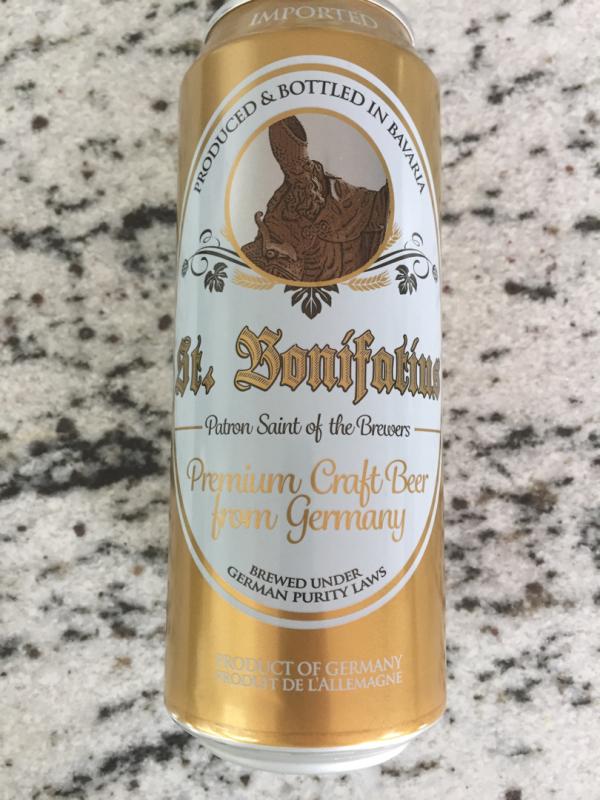 IMPORTED
PRODUCED & BOTTLED IN BAVARIA
St. Bonifatius
Patron Saint of the Brewers
Premium Craft Beer
from Germany
BREWED UNDER
GERMAN PURITY LAWS
PRODUCT OF GERMANY
PRODUIT DE L'ALLEMAGNE